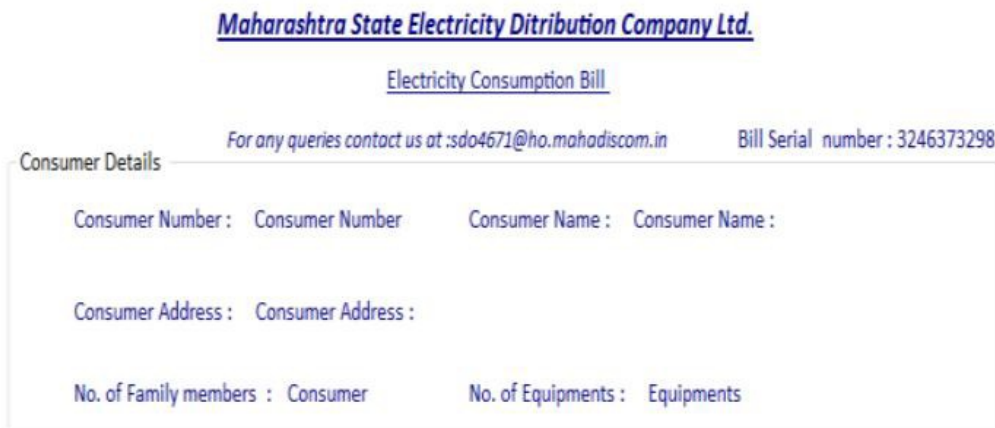 Maharashtra State Electricity Ditribution Company Ltd.
Electricity Consumption Bill
For any queries contact us at :sdo4671@ho.mahadiscom.in Bill Serial number : 3246373298
Consumer Details
Consumer Number : Consumer Number Consumer Name : Consumer Name :
Consumer Address : Consumer Address :
No. of Family members : Consumer No. of Equipments : Equipments